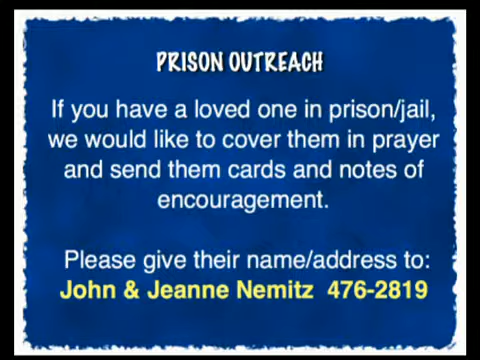 PRISON OUTREACH
If you have a loved one in prison/jail,
we would like to cover them in prayer
and send them cards and notes of
encouragement.
Please give their name/address to:
John & Jeanne Nemitz 476-2819